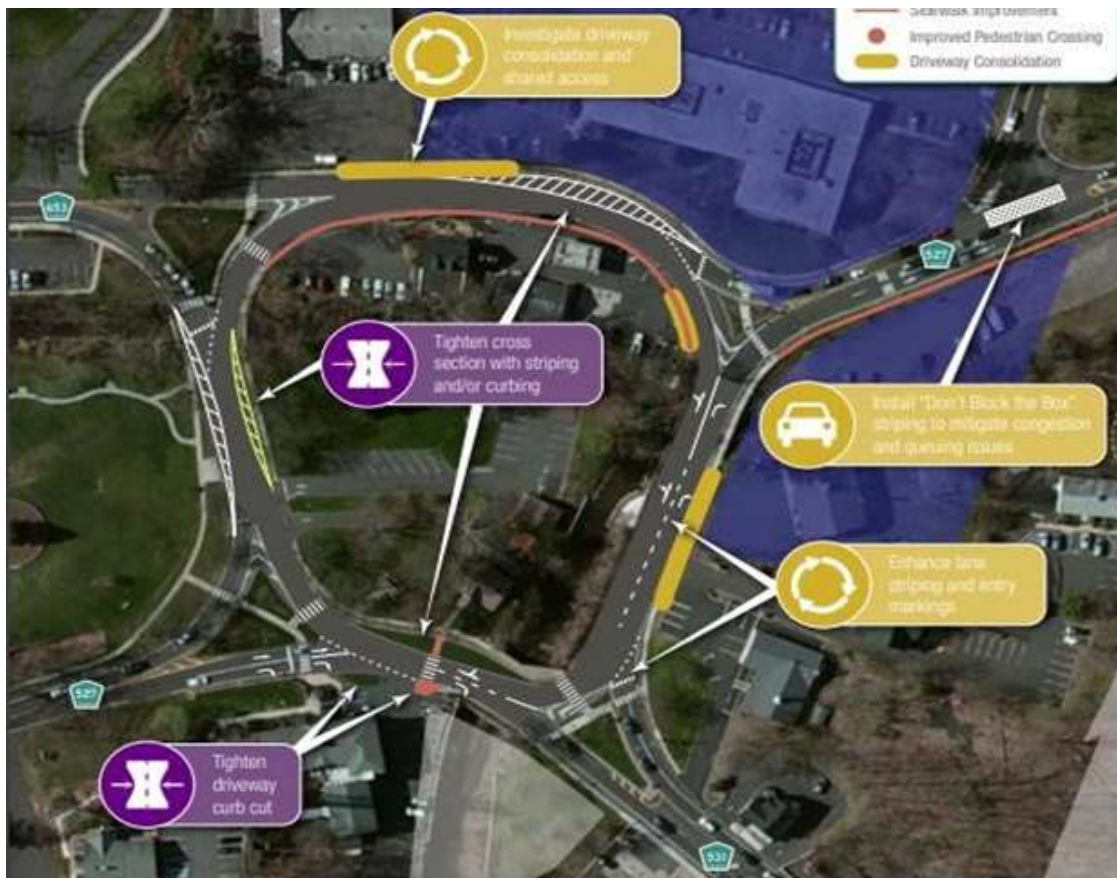 Sidewalk Improvement
Improved Pedestrian Crossing
Driveway Consolidation
Investigate driveway
consolidation and
shared access
653
527
Tighten cross
section with striping
and/or curbing
Install "Don't Block the Box"
striping to mitigate congestion
and queuing issues
Enhance lane
striping and entry
markings
527
Tighten
driveway
curb cut
531